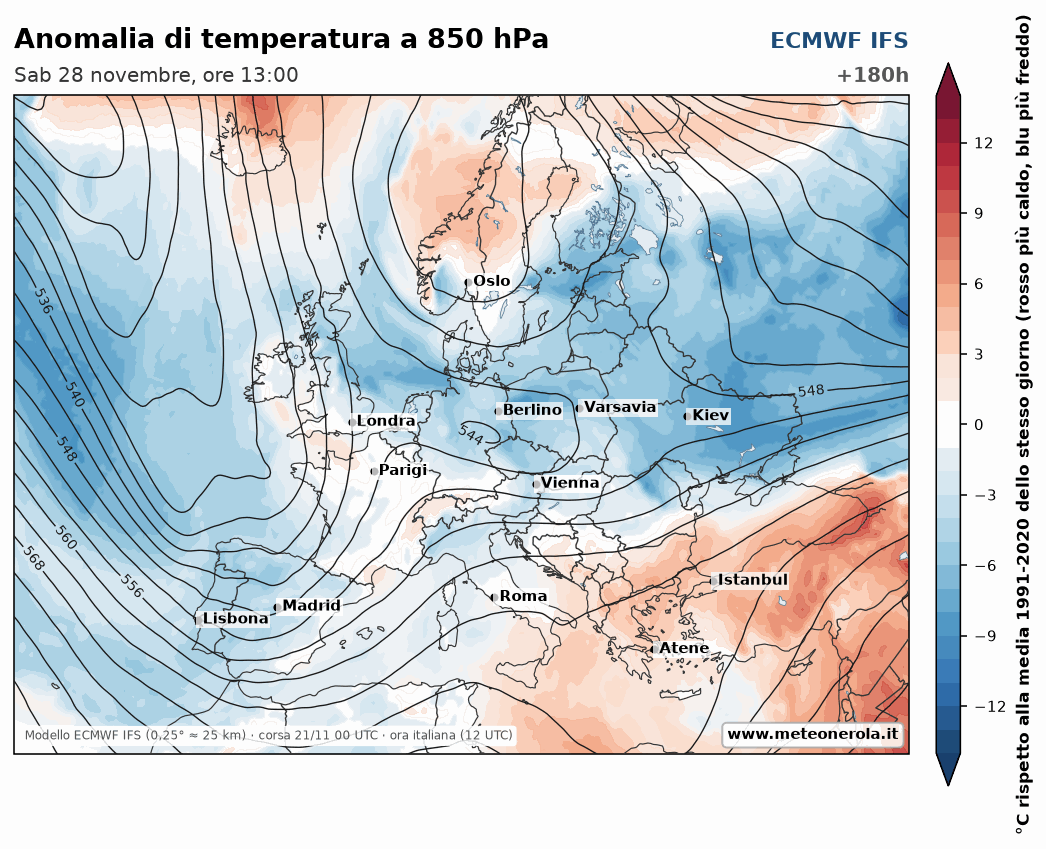 Anomalia di temperatura a 850 hPa
ECMWF IFS
Sab 28 novembre, ore 13:00
+180h
536
540
548
560
568
556
544
548
Oslo
Londra
Berlino
Varsavia
Kiev
Parigi
Vienna
Istanbul
Roma
Madrid
Lisbona
Atene
Modello ECMWF IFS (0.25° ≈ 25 km) · corsa 21/11 00 UTC · ora italiana (12 UTC)
www.meteonerola.it
12
9
6
3
0
−3
−6
−9
−12
°C rispetto alla media 1991-2020 dello stesso giorno (rosso più caldo, blu più freddo)